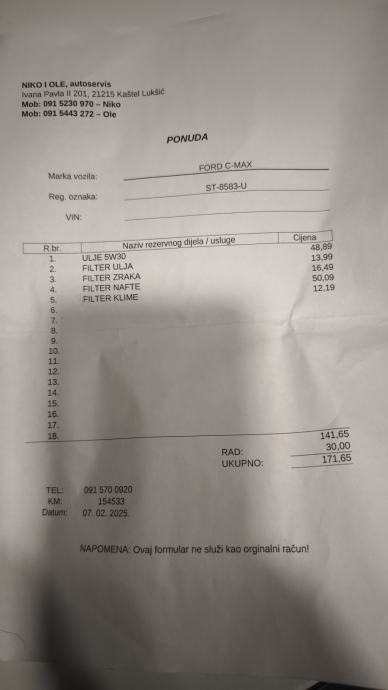 NIKO I OLE, autoservis
Ivana Pavla II 201, 21215 Kaštel Lukšić
Mob: 091 5230 970 – Niko
Mob: 091 5443 272 – Ole
PONUDA
Marka vozila: FORD C-MAX
Reg. oznaka: ST-8583-U
VIN:
R.br. Naziv rezervnog dijela / usluge Cijena
1. ULJE 5W30 48,89
2. FILTER ULJA 13,99
3. FILTER ZRAKA 16,49
4. FILTER NAFTE 50,09
5. FILTER KLIME 12,19
6.
7.
8.
9.
10.
11.
12.
13.
14.
15.
16.
17.
18.
141,65
RAD: 30,00
UKUPNO: 171,65
TEL: 091 570 0920
KM: 154533
Datum: 07. 02. 2025.
NAPOMENA: Ovaj formular ne služi kao orginalni račun!